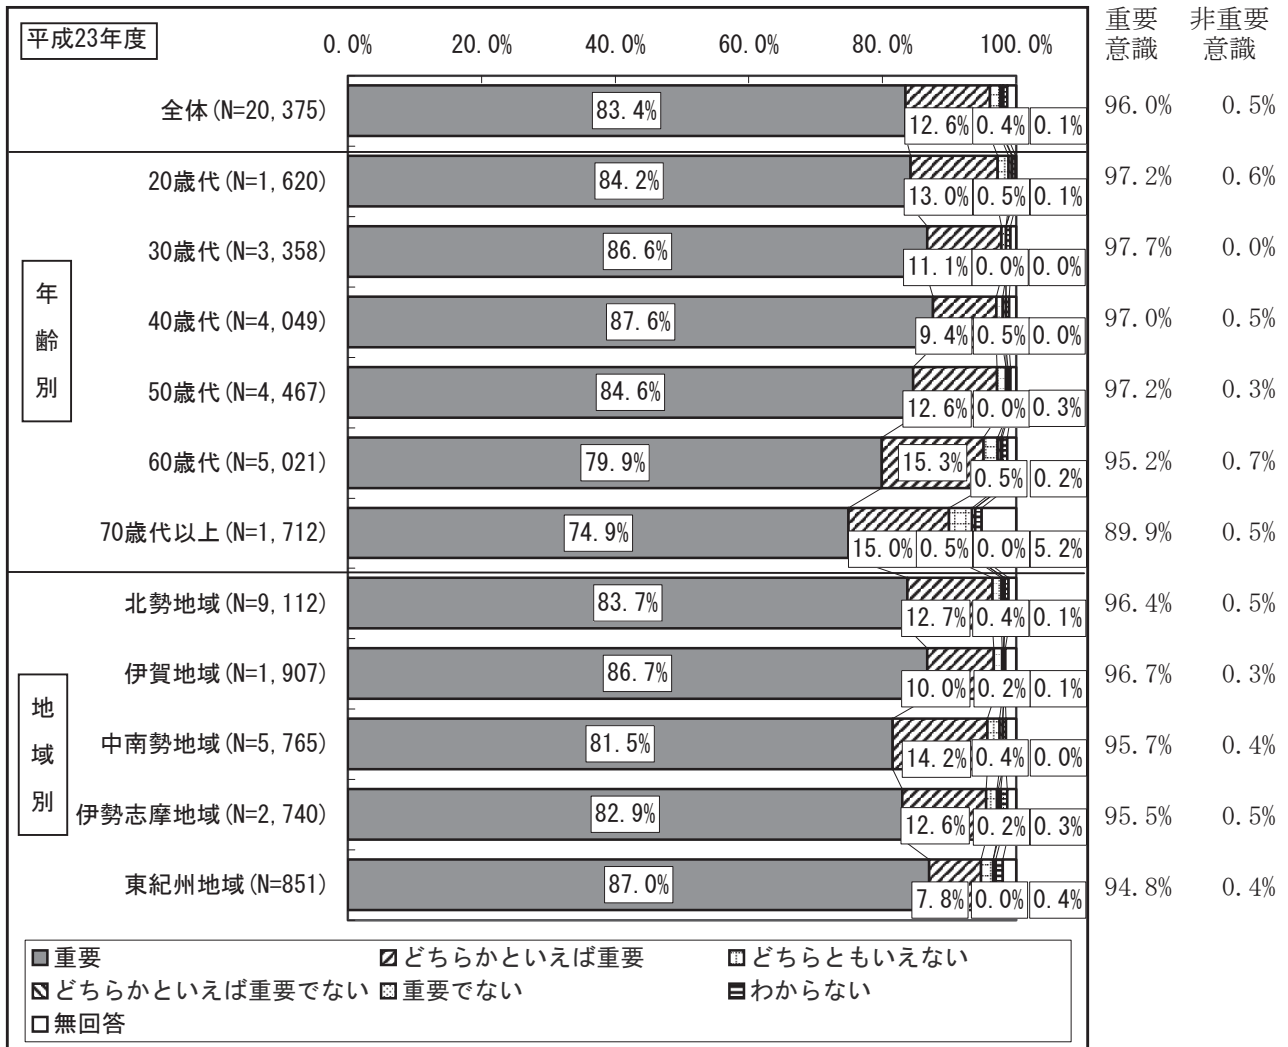 重要 非重要
平成23年度 0.0% 20.0% 40.0% 60.0% 80.0% 100.0% 意識 意識
全体(N=20,375) 83.4% 12.6% 0.4% 0.1% 96.0% 0.5%
年齢別
20歳代(N=1,620) 84.2% 13.0% 0.5% 0.1% 97.2% 0.6%
30歳代(N=3,358) 86.6% 11.1% 0.0% 0.0% 97.7% 0.0%
40歳代(N=4,049) 87.6% 9.4% 0.5% 0.0% 97.0% 0.5%
50歳代(N=4,467) 84.6% 12.6% 0.0% 0.3% 97.2% 0.3%
60歳代(N=5,021) 79.9% 15.3% 0.5% 0.2% 95.2% 0.7%
70歳代以上(N=1,712) 74.9% 15.0% 0.5% 0.0% 5.2% 89.9% 0.5%
地域別
北勢地域(N=9,112) 83.7% 12.7% 0.4% 0.1% 96.4% 0.5%
伊賀地域(N=1,907) 86.7% 10.0% 0.2% 0.1% 96.7% 0.3%
中南勢地域(N=5,765) 81.5% 14.2% 0.4% 0.0% 95.7% 0.4%
伊勢志摩地域(N=2,740) 82.9% 12.6% 0.2% 0.3% 95.5% 0.5%
東紀州地域(N=851) 87.0% 7.8% 0.0% 0.4% 94.8% 0.4%
重要 どちらかといえば重要 どちらともいえない
どちらかといえば重要でない 重要でない わからない
無回答